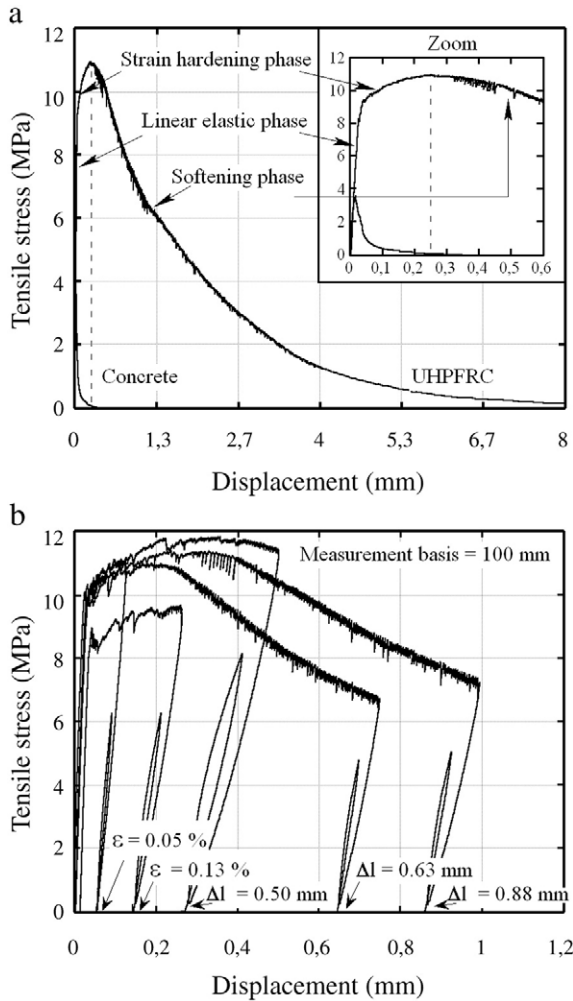 a
12
10
8
6
4
2
0
Tensile stress (MPa)
Strain hardening phase
Linear elastic phase
Softening phase
Concrete
UHPFRC
Zoom
12
10
8
6
4
2
0
0 0,1 0,2 0,3 0,4 0,5 0,6
0 1,3 2,7 4 5,3 6,7 8
Displacement (mm)
b
12
10
8
6
4
2
0
Tensile stress (MPa)
Measurement basis = 100 mm
ε = 0.05 %
ε = 0.13 %
Δl = 0.50 mm
Δl = 0.63 mm
Δl = 0.88 mm
0 0,2 0,4 0,6 0,8 1 1,2
Displacement (mm)